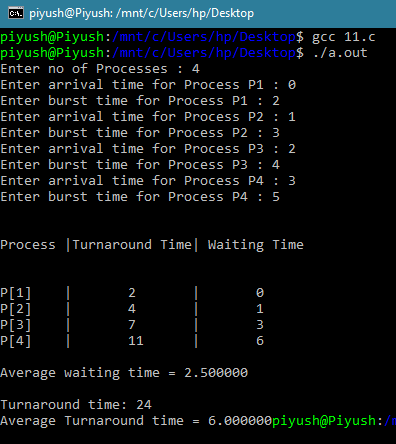 piyush@Piyush: /mnt/c/Users/hp/Desktop
piyush@Piyush:/mnt/c/Users/hp/Desktop$ gcc 11.c
piyush@Piyush:/mnt/c/Users/hp/Desktop$ ./a.out
Enter no of Processes : 4
Enter arrival time for Process P1 : 0
Enter burst time for Process P1 : 2
Enter arrival time for Process P2 : 1
Enter burst time for Process P2 : 3
Enter arrival time for Process P3 : 2
Enter burst time for Process P3 : 4
Enter arrival time for Process P4 : 3
Enter burst time for Process P4 : 5
Process |Turnaround Time| Waiting Time
P[1] | 2 | 0
P[2] | 4 | 1
P[3] | 7 | 3
P[4] | 11 | 6
Average waiting time = 2.500000
Turnaround time: 24
Average Turnaround time = 6.000000piyush@Piyush:/